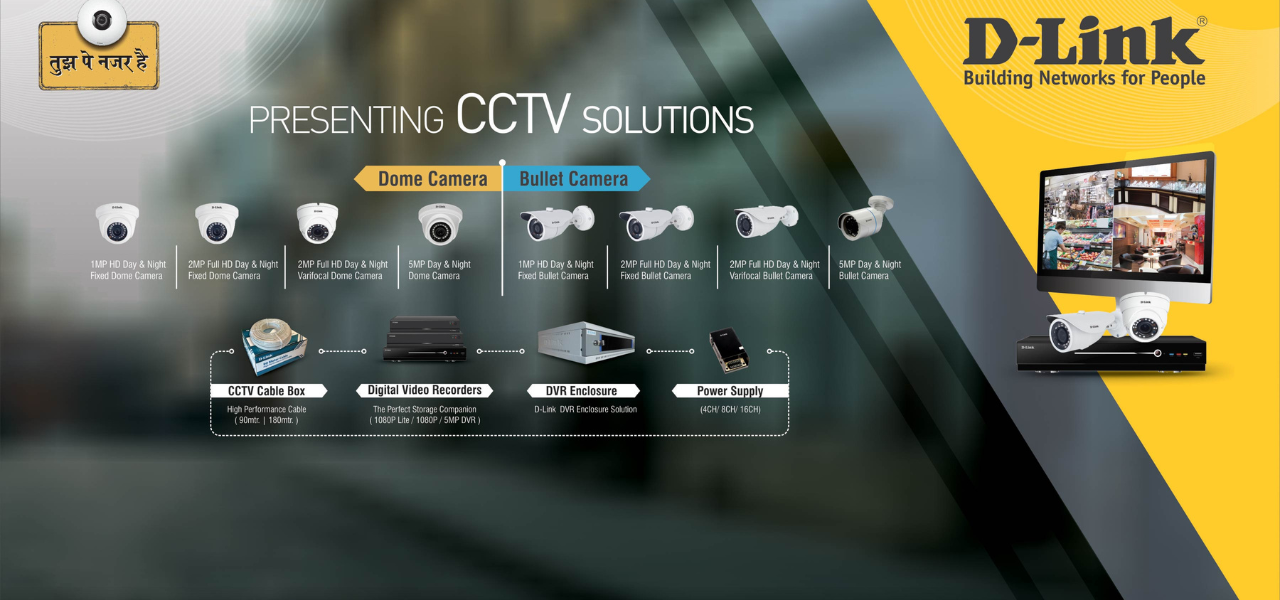 तुझ पे नजर है
D-Link®
Building Networks for People
PRESENTING CCTV SOLUTIONS
Dome Camera
Bullet Camera
1MP HD Day & Night
Fixed Dome Camera
2MP Full HD Day & Night
Fixed Dome Camera
2MP Full HD Day & Night
Varifocal Dome Camera
5MP Day & Night
Dome Camera
1MP HD Day & Night
Fixed Bullet Camera
2MP Full HD Day & Night
Fixed Bullet Camera
2MP Full HD Day & Night
Varifocal Bullet Camera
5MP Day & Night
Bullet Camera
CCTV Cable Box
High Performance Cable
( 90mtr. | 180mtr. )
Digital Video Recorders
The Perfect Storage Companion
( 1080P Lite / 1080P / 5MP DVR )
DVR Enclosure
D-Link DVR Enclosure Solution
Power Supply
(4CH/ 8CH/ 16CH)